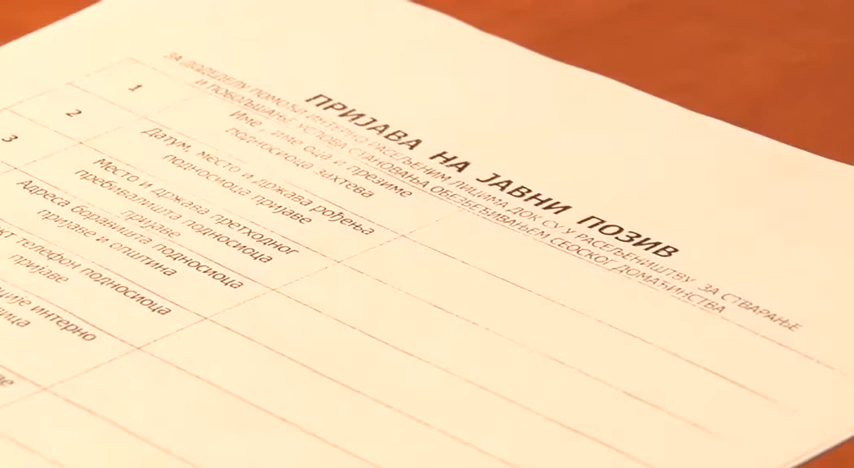 ПРИЈАВА НА ЈАВНИ ПОЗИВ
ЗА ДОДЕЛУ ПОМОЋИ ИНТЕРНО РАСЕЉЕНИМ ЛИЦИМА ДОК СУ У РАСЕЉЕНИШТВУ ЗА СТВАРАЊЕ
И ПОБОЉШАЊЕ УСЛОВА СТАНОВАЊА ОБЕЗБЕЂИВАЊЕМ СЕОСКОГ ДОМАЋИНСТВА
1
Име, име оца и презиме
подносиоца захтева
2
Датум, место и држава рођења
подносиоца пријаве
3
Место и држава претходног
пребивалишта подносиоца
пријаве
Адреса боравишта подносиоца
пријаве и општина
телефон подносиоца
пријаве
интерно